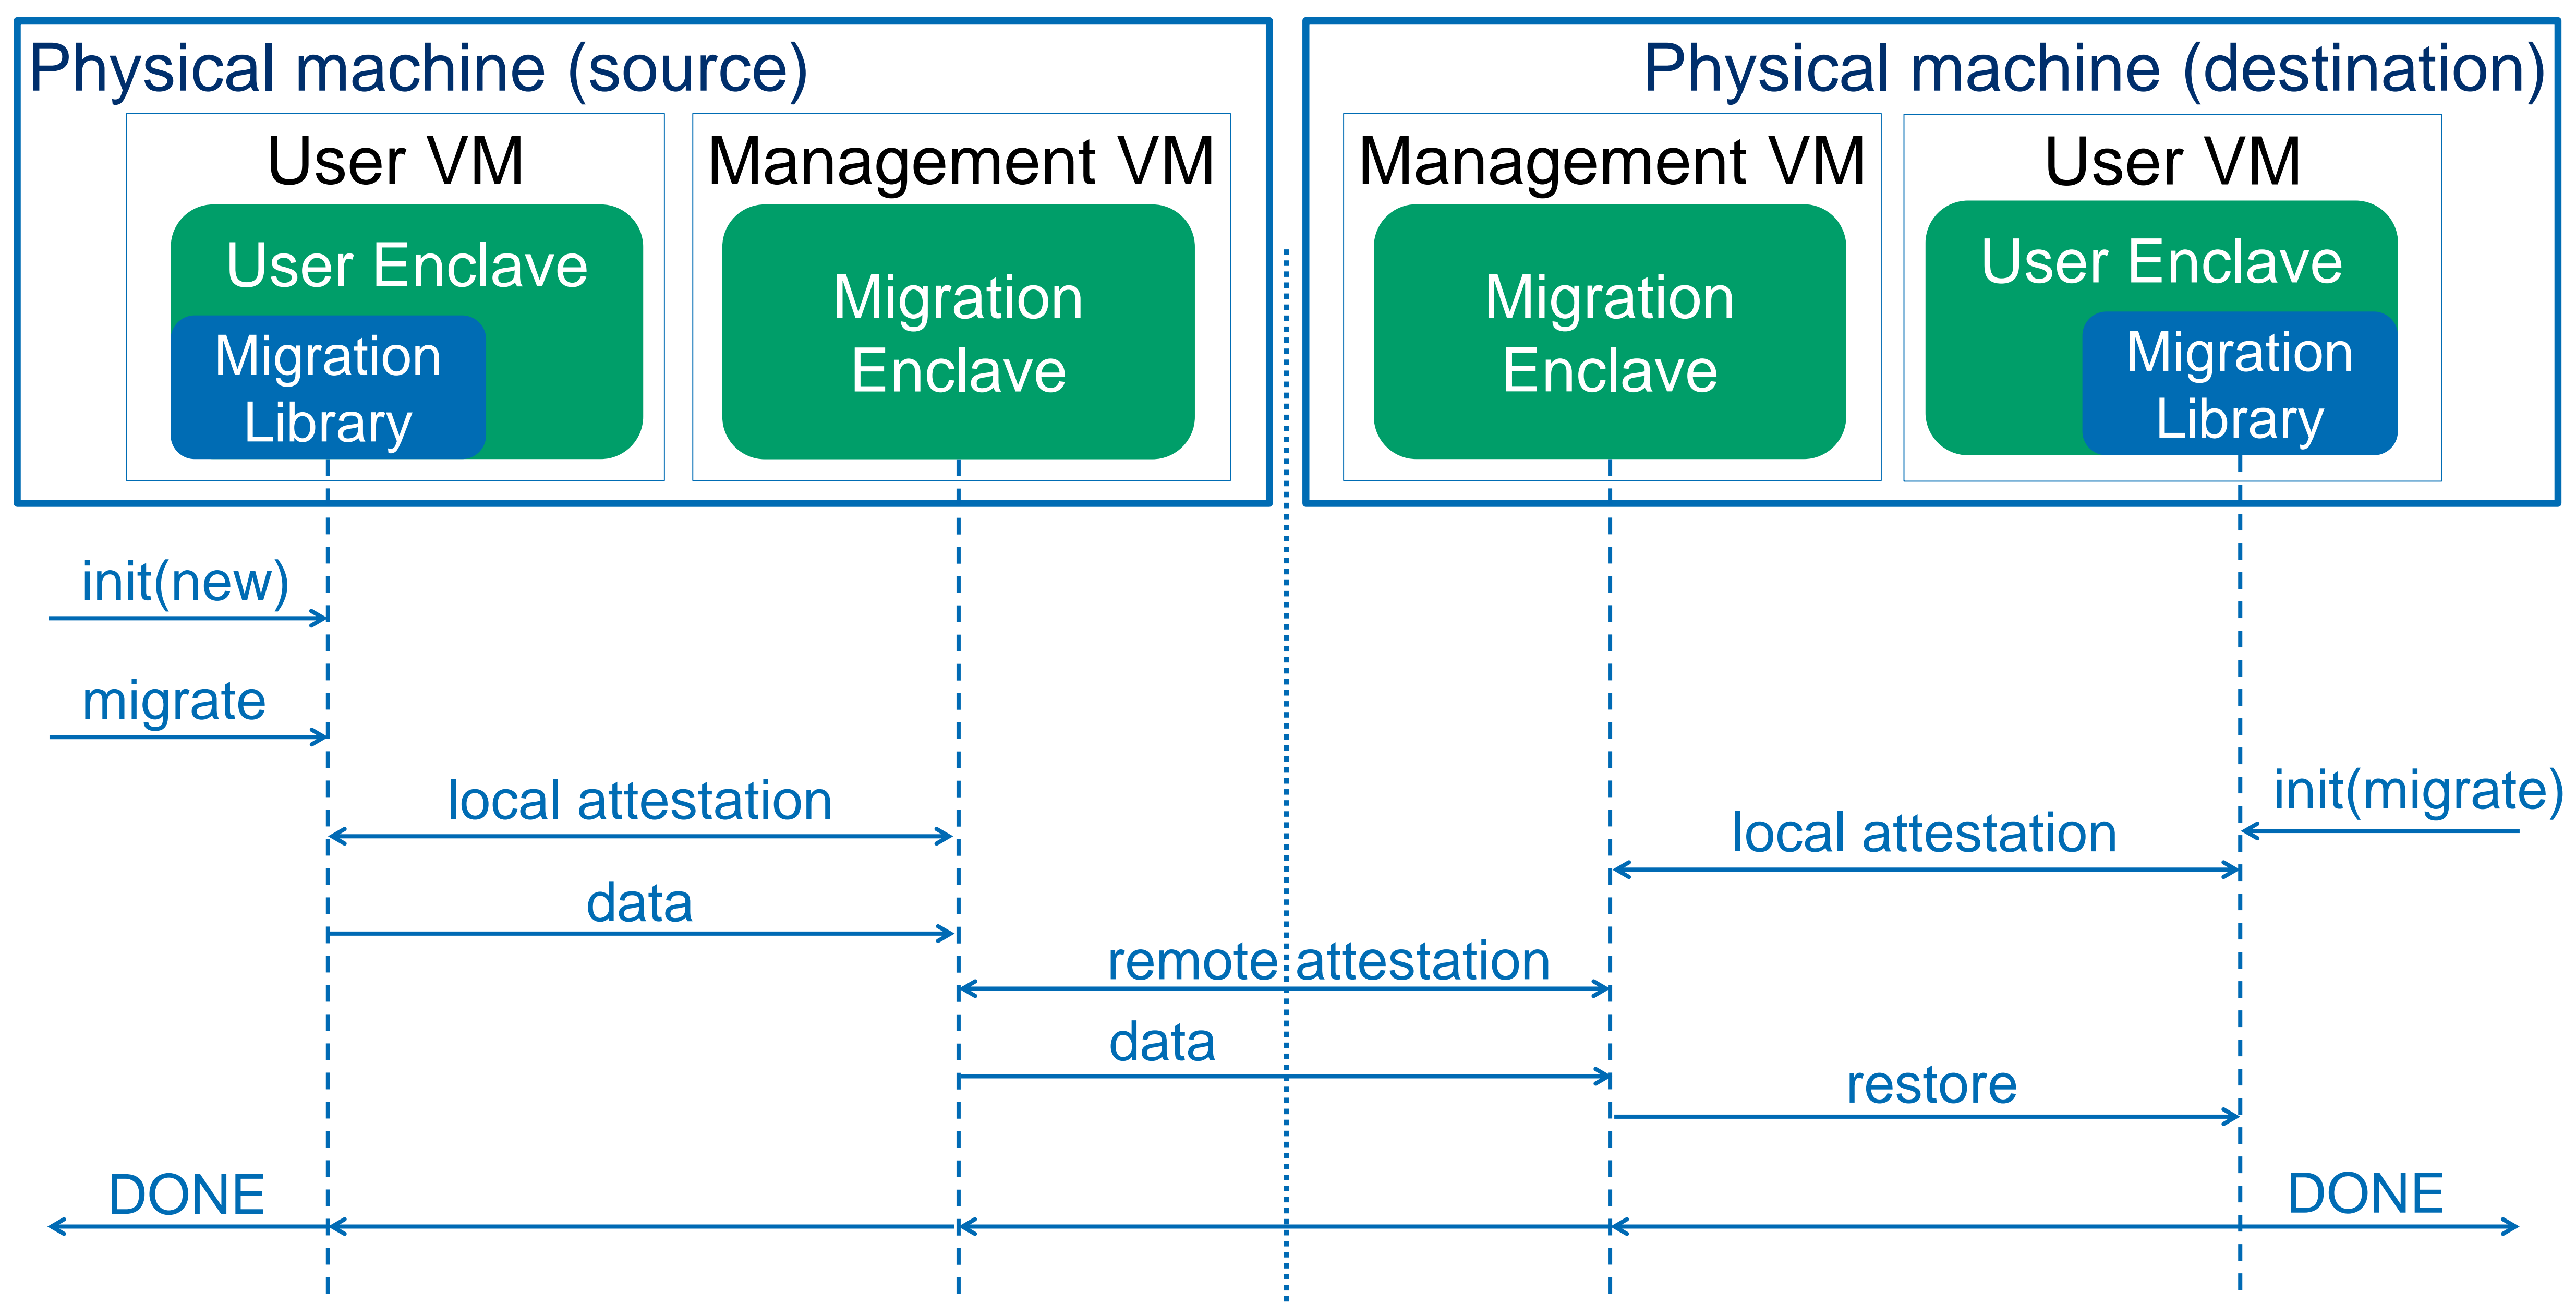 Physical machine (source)
Physical machine (destination)
User VM
Management VM
Management VM
User VM
User Enclave
Migration
Library
Migration
Enclave
Migration
Enclave
User Enclave
Migration
Library
init(new)
migrate
local attestation
init(migrate)
local attestation
data
remote attestation
data
restore
DONE
DONE